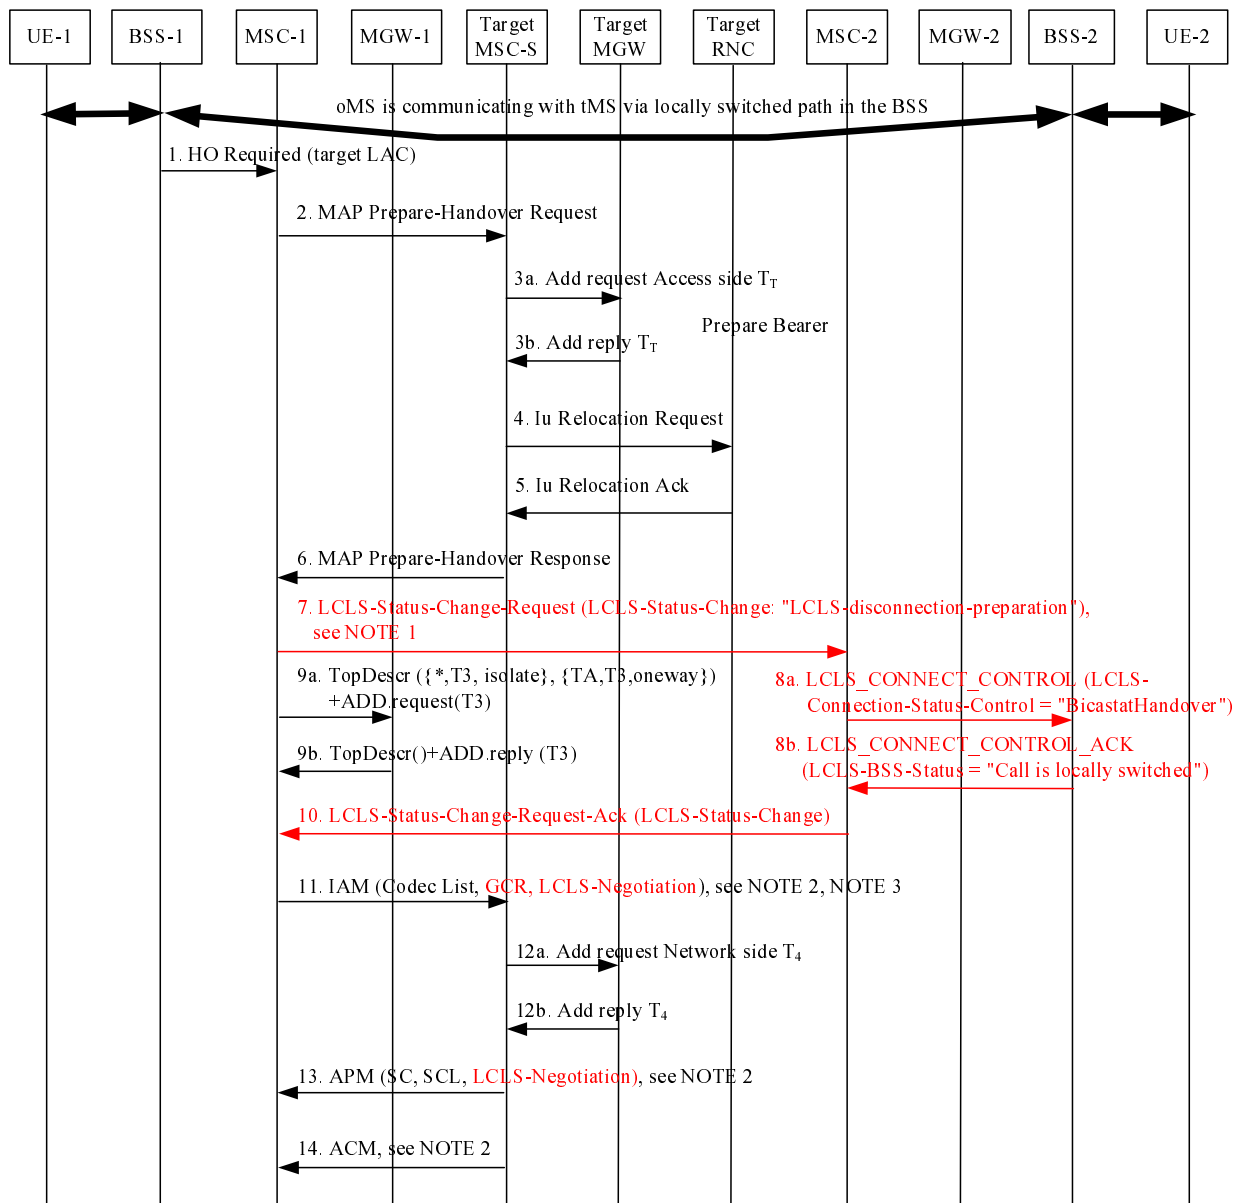 UE-1
BSS-1
MSC-1
MGW-1
Target
MSC-S
Target
MGW
Target
RNC
MSC-2
MGW-2
BSS-2
UE-2
oMS is communicating with tMS via locally switched path in the BSS
1. HO Required (target LAC)
2. MAP Prepare-Handover Request
3a. Add request Access side TT
Prepare Bearer
3b. Add reply TT
4. Iu Relocation Request
5. Iu Relocation Ack
6. MAP Prepare-Handover Response
7. LCLS-Status-Change-Request (LCLS-Status-Change: "LCLS-disconnection-preparation"),
see NOTE 1
9a. TopDescr ({*,T3, isolate}, {TA,T3,oneway})
+ADD.request(T3)
8a. LCLS_CONNECT_CONTROL (LCLS-
Connection-Status-Control = "BicastatHandover")
9b. TopDescr()+ADD.reply (T3)
8b. LCLS_CONNECT_CONTROL_ACK
(LCLS-BSS-Status = "Call is locally switched")
10. LCLS-Status-Change-Request-Ack (LCLS-Status-Change)
11. IAM (Codec List, GCR, LCLS-Negotiation), see NOTE 2, NOTE 3
12a. Add request Network side T4
12b. Add reply T4
13. APM (SC, SCL, LCLS-Negotiation), see NOTE 2
14. ACM, see NOTE 2